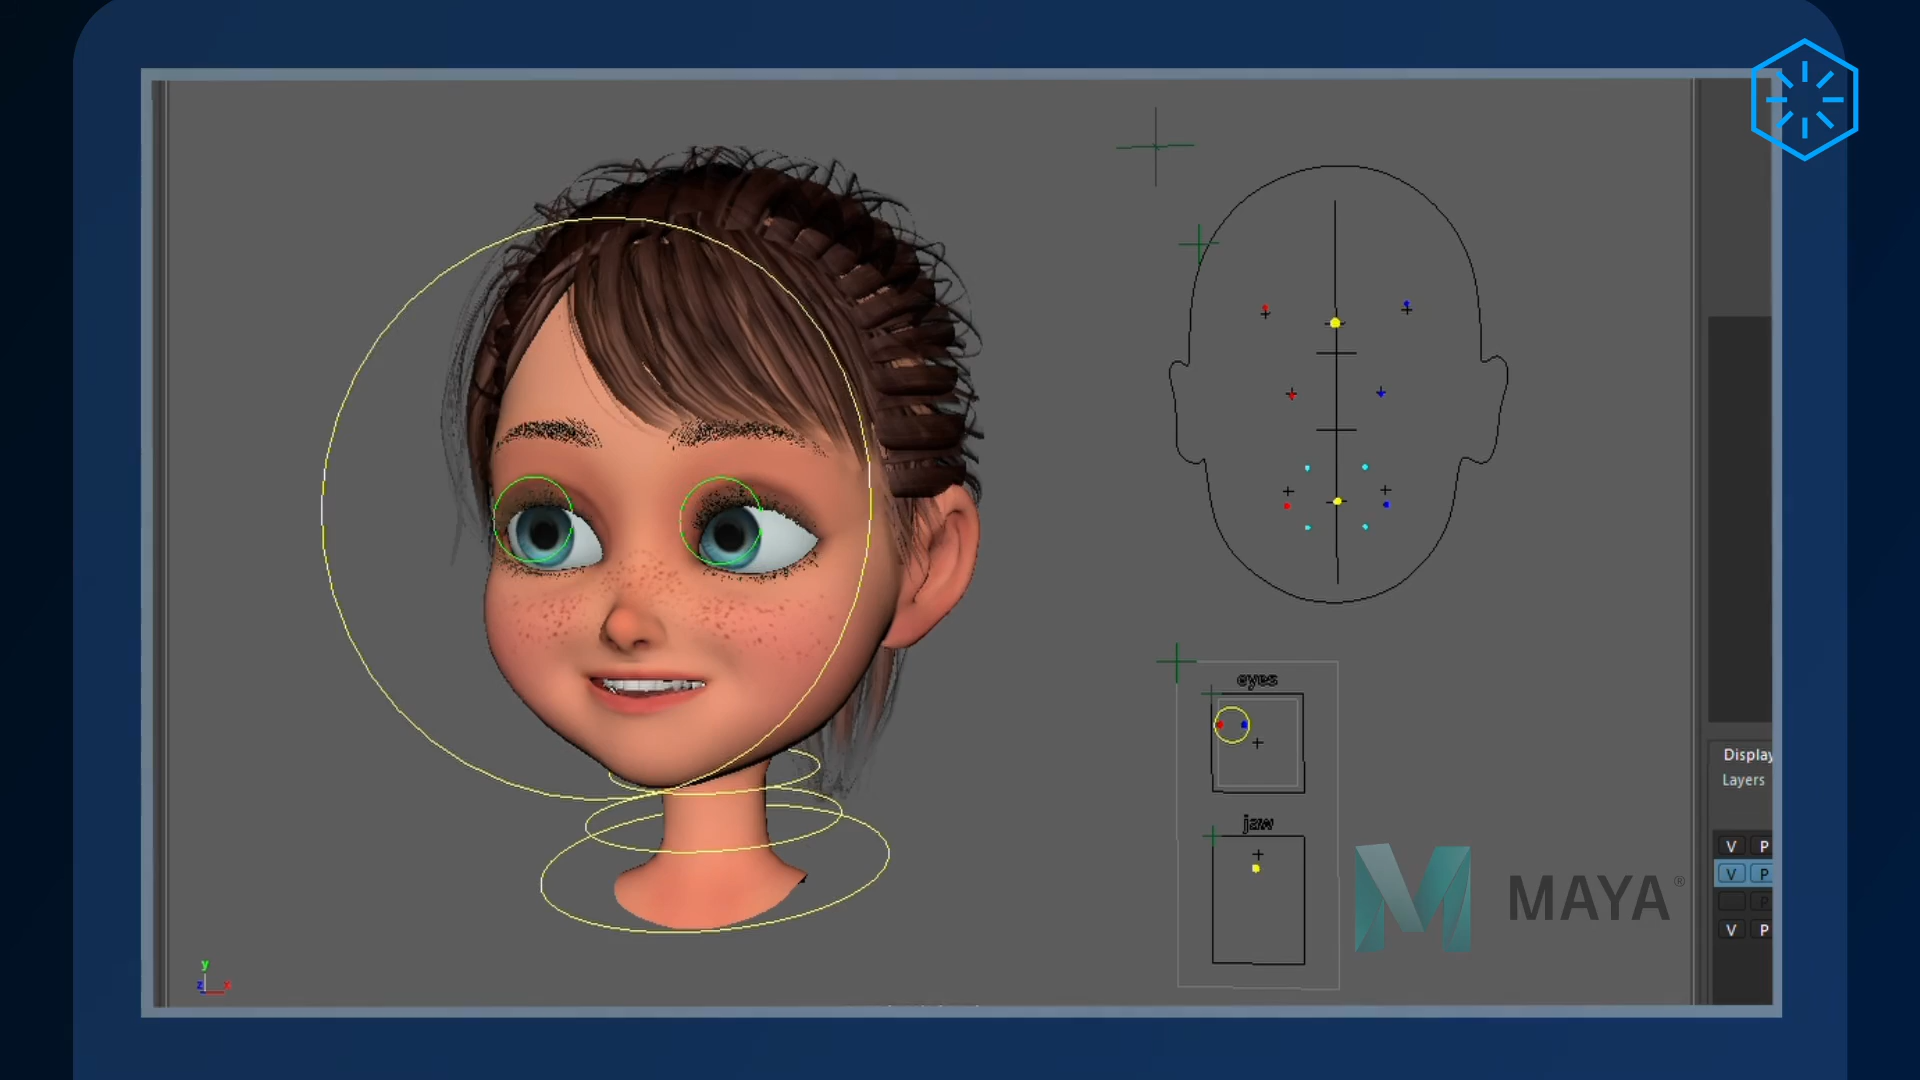 eyes
jaw
MAYA®
Display
Layers
V P
V P
P
V P
y
z x